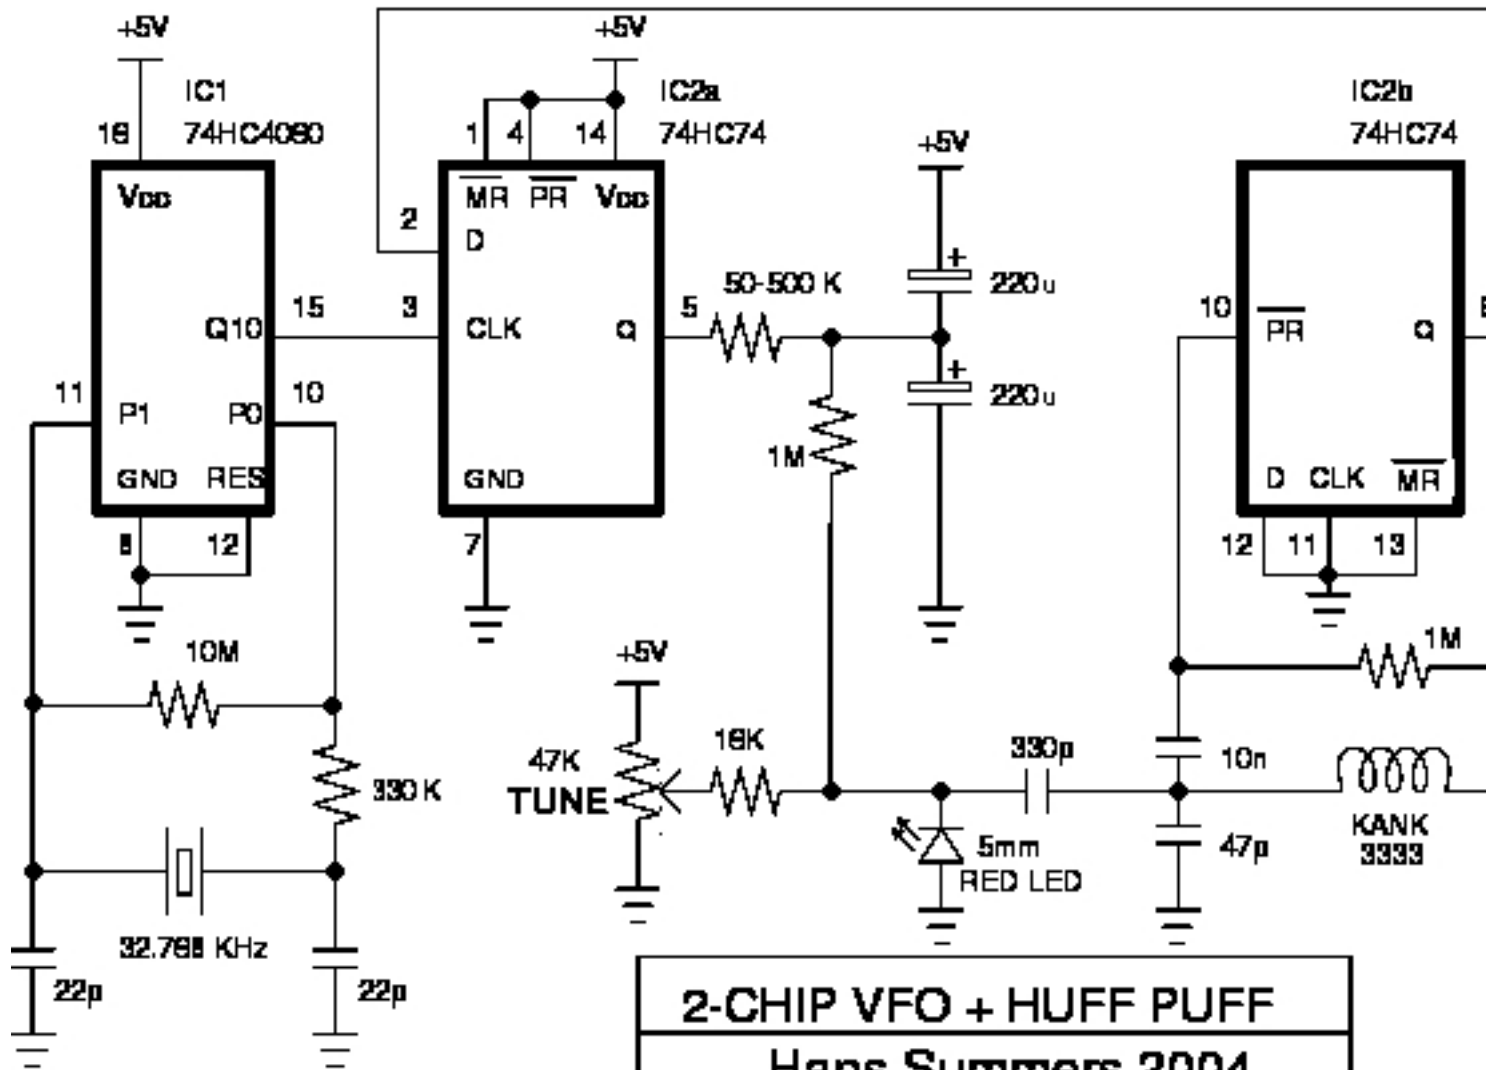 +5V
+5V
IC1
74HC4060
16
1
4
14
IC2a
74HC74
+5V
IC2b
74HC74
VCC
MR PR VCC
2
D
+
220u
50-500 K
15
3
5
10
Q10
CLK
Q
PR
Q
+
220u
11
10
P1
P0
1M
GND RES
GND
D CLK MR
8
12
7
12
11
13
10M
+5V
1M
47K
TUNE
18K
330p
10n
330 K
5mm
RED LED
47p
KANK
3333
32.768 KHz
22p
22p
2-CHIP VFO + HUFF PUFF
Hans Summers 2004